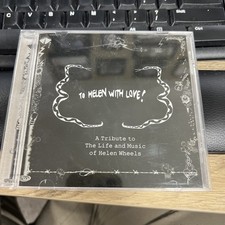 TO HELEN WITH LOVE!
A Tribute to
The Life and Music
of Helen Wheels